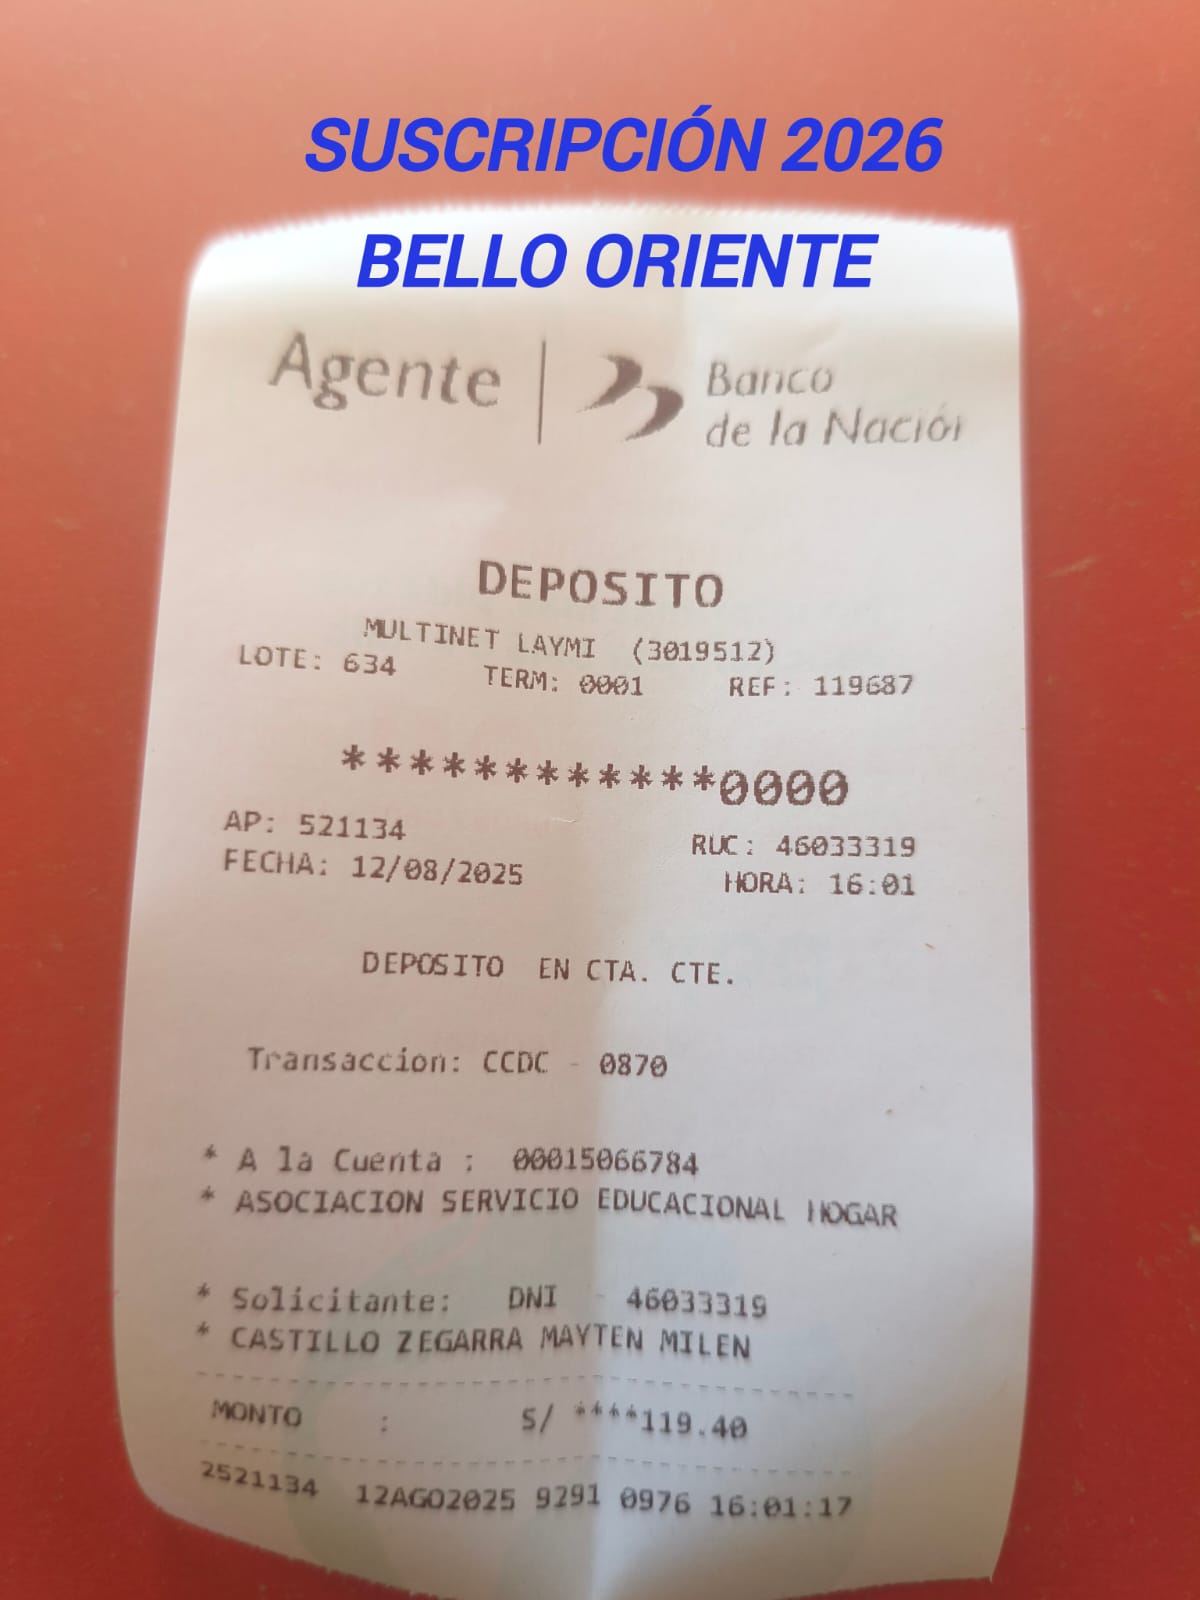 SUSCRIPCIÓN 2026
BELLO ORIENTE
Agente | Banco
de la Nación
DEPOSITO
MULTINET LAYMI (3019512)
LOTE: 634 TERM: 0001 REF: 119687
************0000
AP: 521134 RUC: 46033319
FECHA: 12/08/2025 HORA: 16:01
DEPOSITO EN CTA. CTE.
Transaccion: CCDC - 0870
* A la Cuenta : 00015066784
* ASOCIACION SERVICIO EDUCACIONAL HOGAR
* Solicitante: DNI - 46033319
* CASTILLO ZEGARRA MAYTEN MILEN
MONTO : S/ ****119.40
2521134 12AGO2025 9291 0976 16:01:17